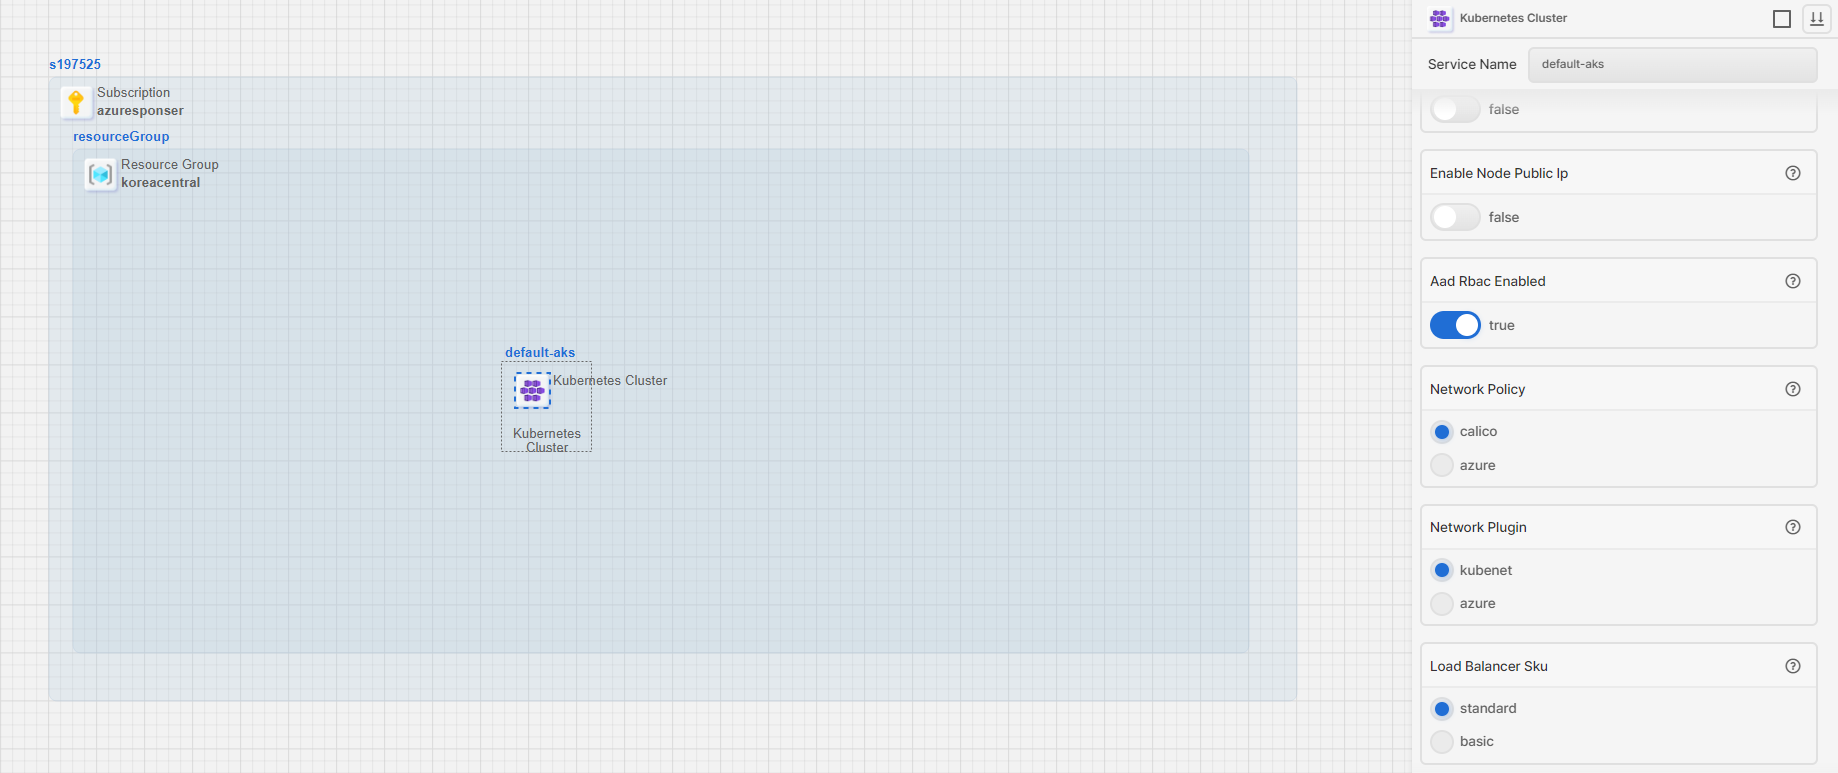 s197525
Subscription
azuresponser
resourceGroup
Resource Group
koreacentral
default-aks
Kubernetes Cluster
Kubernetes
Cluster
Kubernetes Cluster
Service Name
default-aks
false
Enable Node Public Ip
false
Aad Rbac Enabled
true
Network Policy
calico
azure
Network Plugin
kubenet
azure
Load Balancer Sku
standard
basic